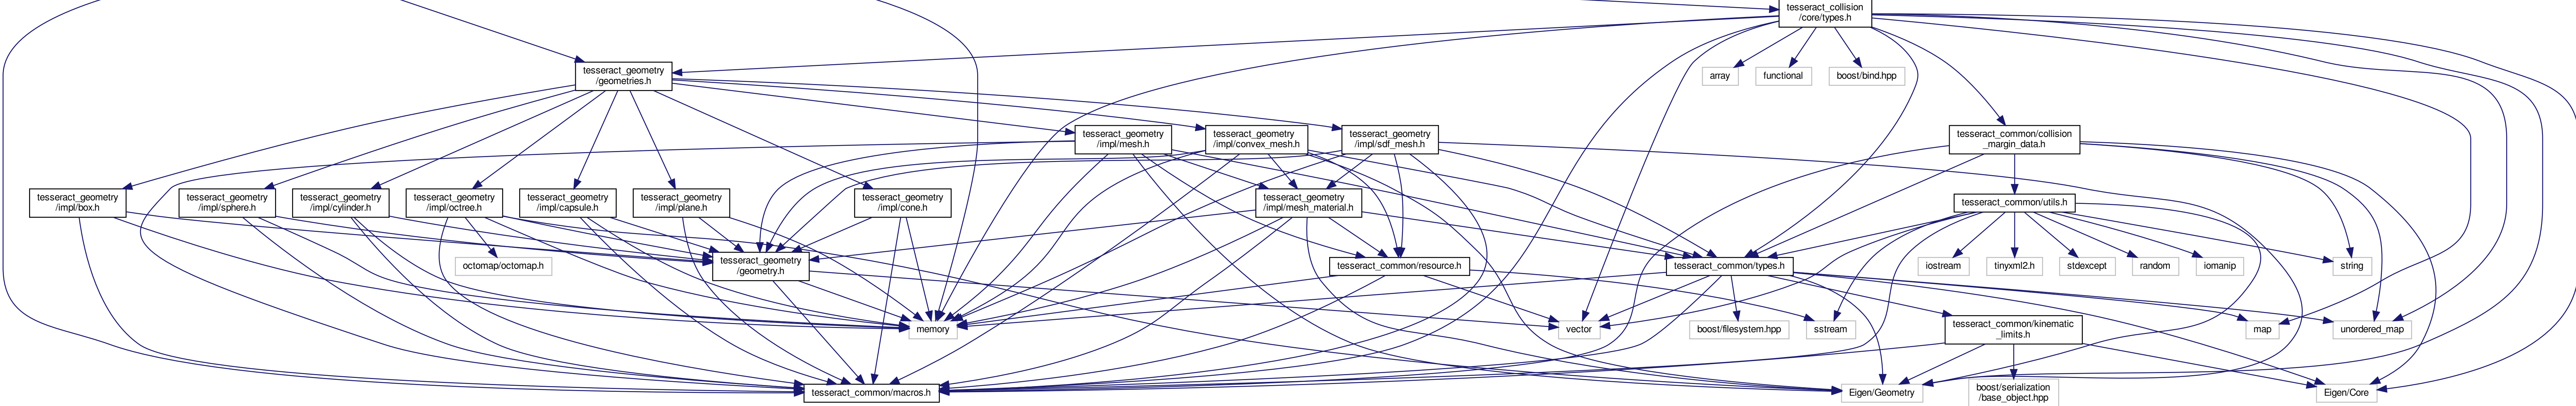 tesseract_collision
/core/types.h
tesseract_geometry
/geometries.h
array
functional
boost/bind.hpp
tesseract_geometry
/impl/mesh.h
tesseract_geometry
/impl/convex_mesh.h
tesseract_geometry
/impl/sdf_mesh.h
tesseract_common/collision
_margin_data.h
tesseract_geometry
/impl/box.h
tesseract_geometry
/impl/sphere.h
tesseract_geometry
/impl/cylinder.h
tesseract_geometry
/impl/octree.h
tesseract_geometry
/impl/capsule.h
tesseract_geometry
/impl/plane.h
tesseract_geometry
/impl/cone.h
tesseract_geometry
/impl/mesh_material.h
tesseract_common/utils.h
octomap/octomap.h
tesseract_geometry
/geometry.h
tesseract_common/resource.h
tesseract_common/types.h
iostream
tinyxml2.h
stdexcept
random
iomanip
string
memory
vector
boost/filesystem.hpp
sstream
tesseract_common/kinematic
_limits.h
map
unordered_map
tesseract_common/macros.h
Eigen/Geometry
boost/serialization
/base_object.hpp
Eigen/Core